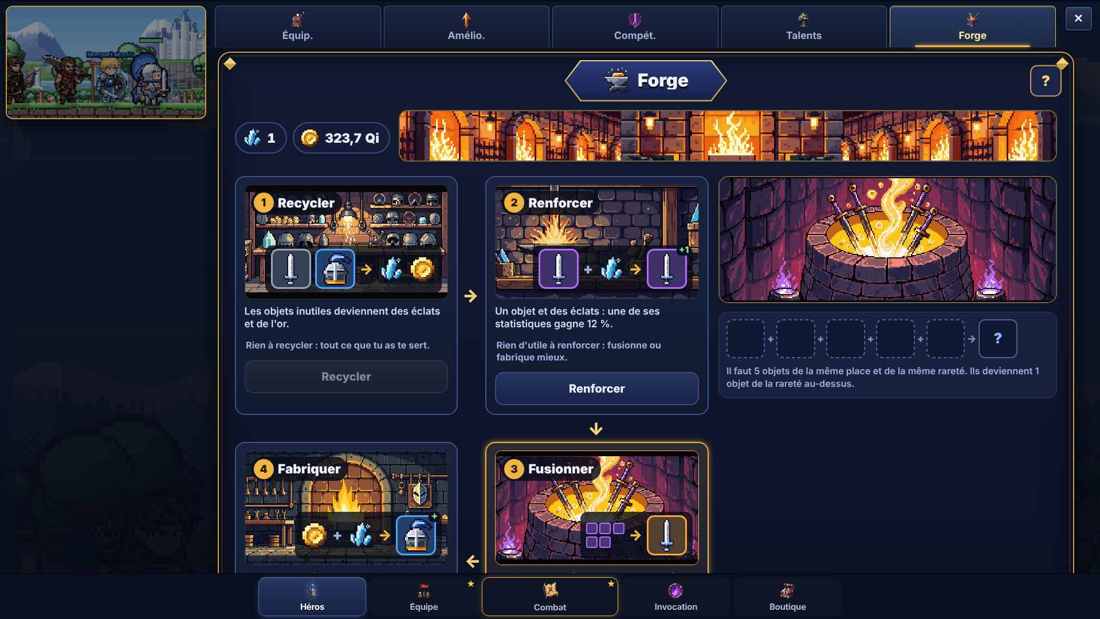 Équip.
Amélio.
Compét.
Talents
Forge
×
Forge
?
1
323,7 Qi
1 Recycler
Les objets inutiles deviennent des éclats
et de l'or.
Rien à recycler : tout ce que tu as te sert.
Recycler
2 Renforcer
+
+1
Un objet et des éclats : une de ses
statistiques gagne 12 %.
Rien d'utile à renforcer : fusionne ou
fabrique mieux.
Renforcer
+ + + + ?
Il faut 5 objets de la même place et de la même rareté. Ils deviennent 1
objet de la rareté au-dessus.
4 Fabriquer
+
3 Fusionner
Héros
Équipe
Combat
Invocation
Boutique